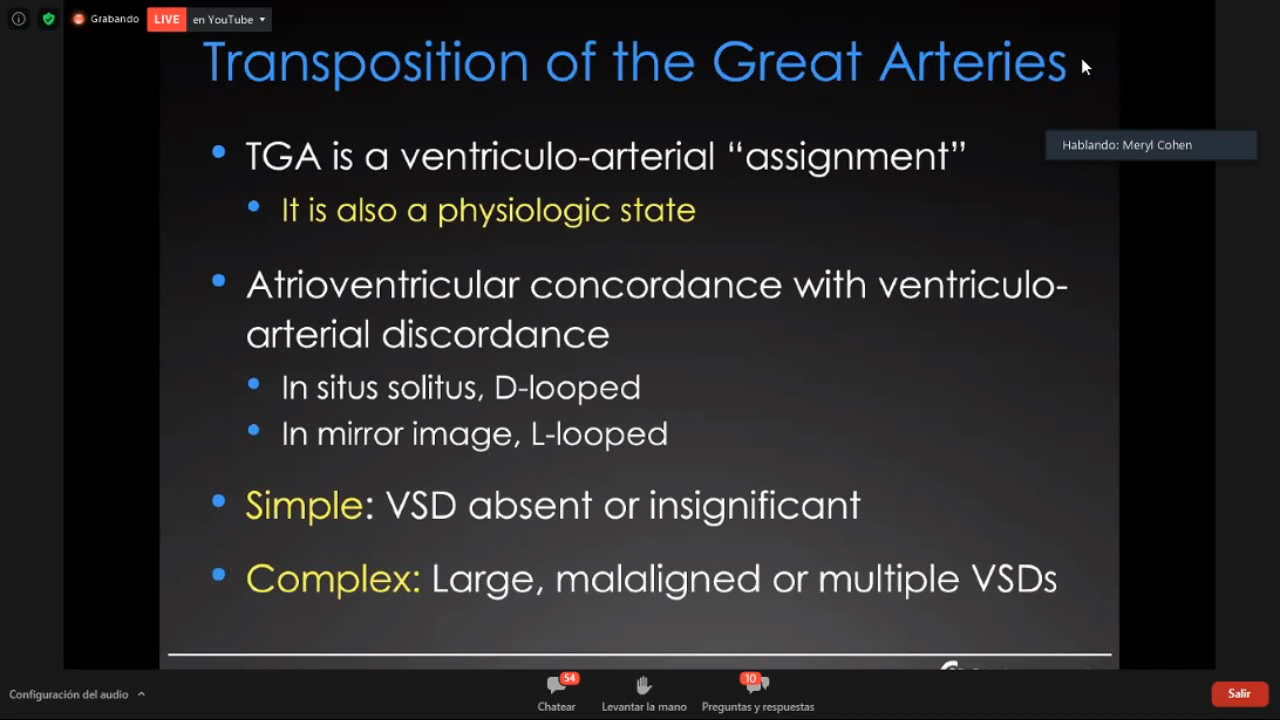 Grabando
LIVE
en YouTube
Transposition of the Great Arteries
Hablando: Meryl Cohen
• TGA is a ventriculo-arterial “assignment”
• It is also a physiologic state
• Atrioventricular concordance with ventriculo-
arterial discordance
• In situs solitus, D-looped
• In mirror image, L-looped
• Simple: VSD absent or insignificant
• Complex: Large, malaligned or multiple VSDs
Configuración del audio
54
Chatear
Levantar la mano
10
Preguntas y respuestas
Salir